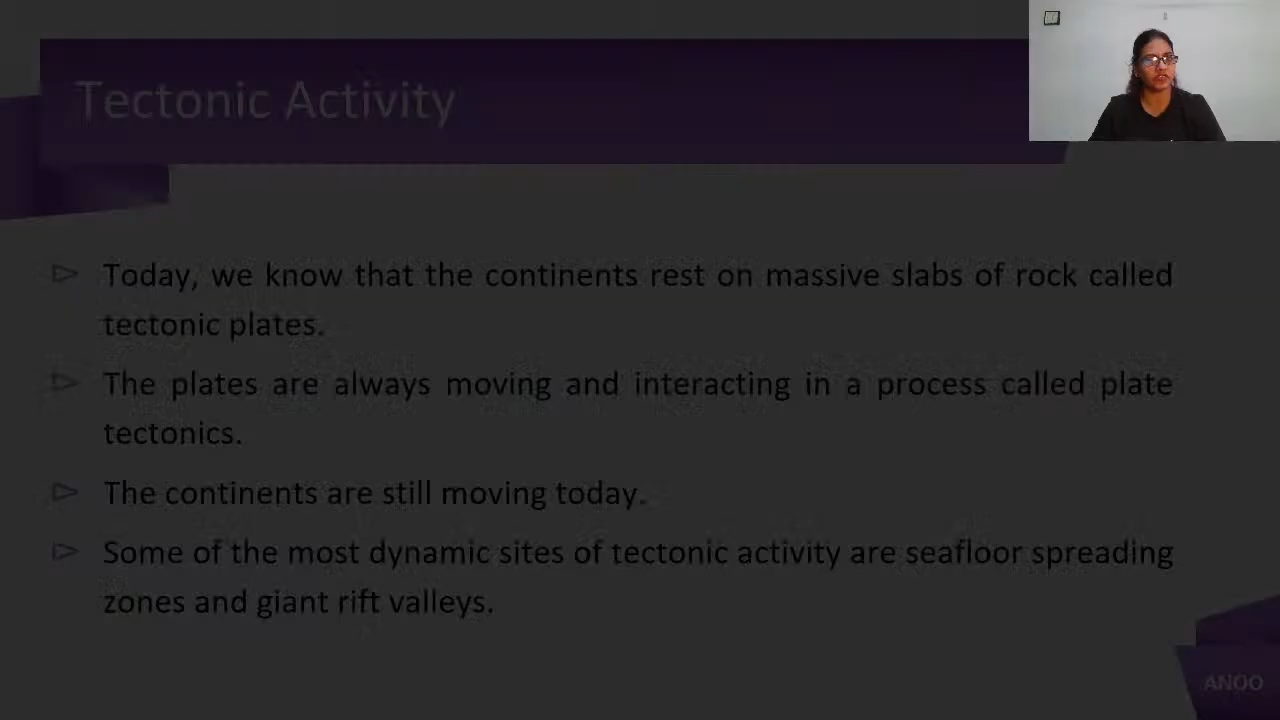 Tectonic Activity
Today, we know that the continents rest on massive slabs of rock called
tectonic plates.
The plates are always moving and interacting in a process called plate
tectonics.
The continents are still moving today.
Some of the most dynamic sites of tectonic activity are seafloor spreading
zones and giant rift valleys.
ANOO